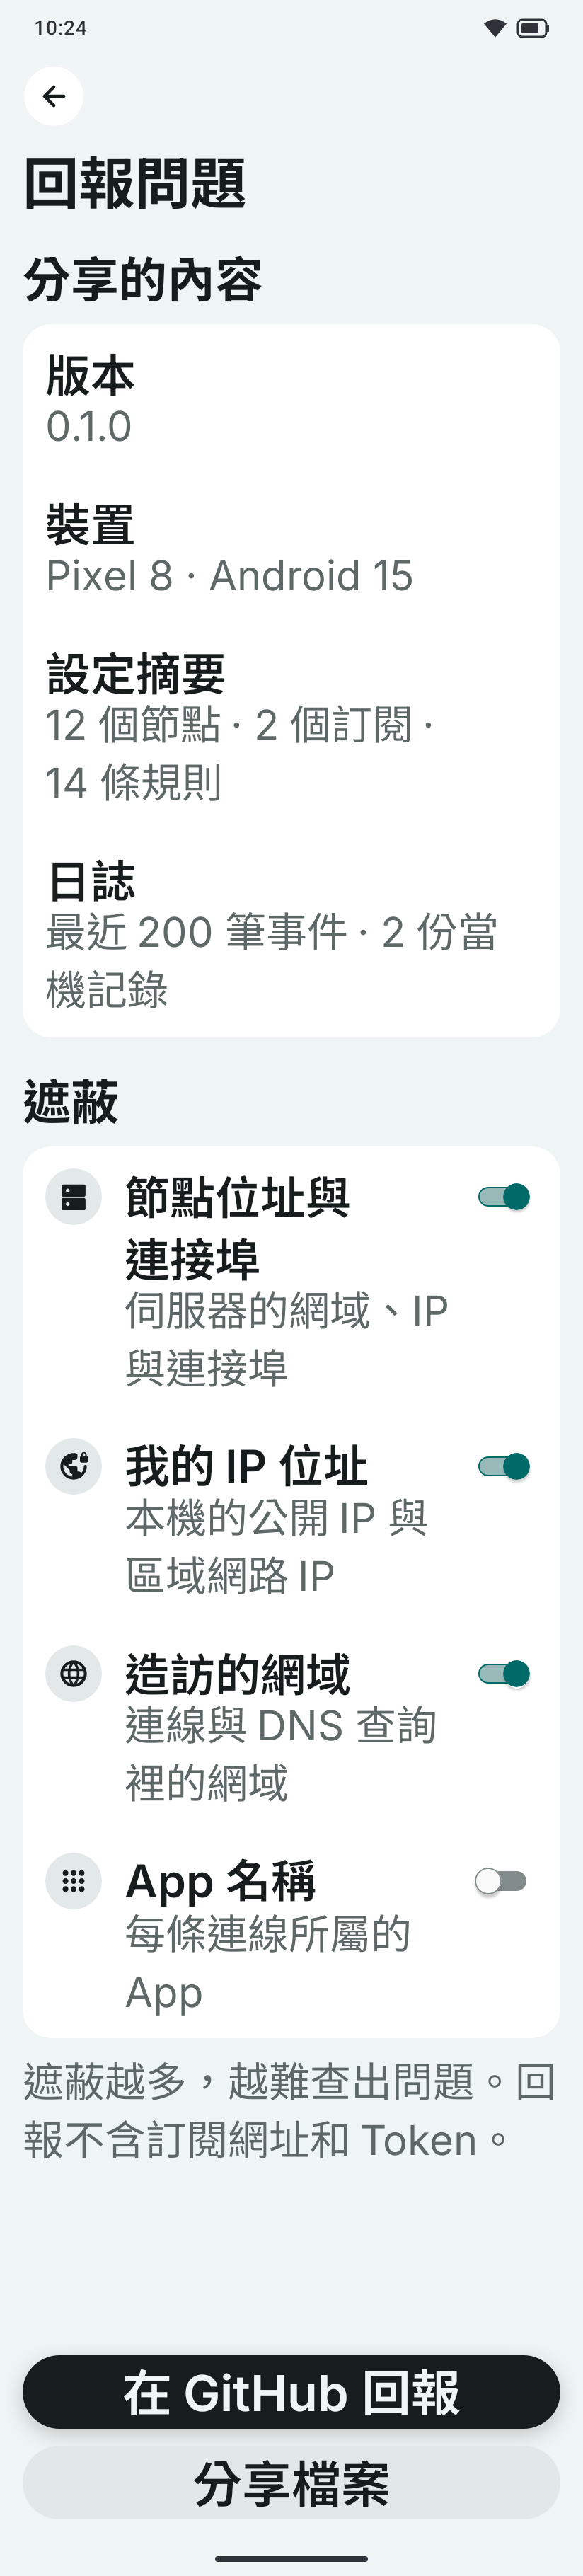 10:24
回報問題
分享的內容
版本
0.1.0
裝置
Pixel 8 · Android 15
設定摘要
12 個節點 · 2 個訂閱 ·
14 條規則
日誌
最近 200 筆事件 · 2 份當
機記錄
遮蔽
節點位址與
連接埠
伺服器的網域、IP
與連接埠
我的 IP 位址
本機的公開 IP 與
區域網路 IP
造訪的網域
連線與 DNS 查詢
裡的網域
App 名稱
每條連線所屬的
App
遮蔽越多，越難查出問題。回
報不含訂閱網址和 Token。
在 GitHub 回報
分享檔案